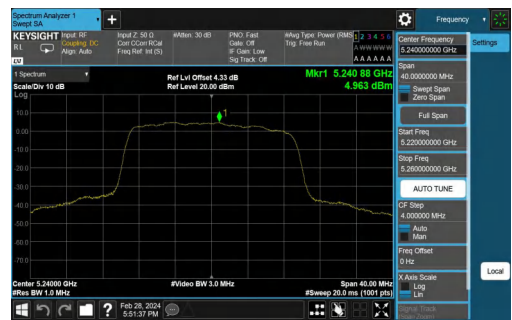 Spectrum Analyzer 1
Swept SA
Frequency
KEYSIGHT
RL
LV
Input: RF
Coupling: DC
Align: Auto
Input Z: 50 Ω
Corr CCorr RCal
Freq Ref: Int (S)
#Atten: 30 dB
PNO: Fast
Gate: Off
IF Gain: Low
Sig Track: Off
#Avg Type: Power (RMS)
Trig: Free Run
1 2 3 4 5 6
A W W W W W
A A A A A A
1 Spectrum
Scale/Div 10 dB
Log
Ref Lvl Offset 4.33 dB
Ref Level 20.00 dBm
Mkr1 5.240 88 GHz
4.963 dBm
1
10.0
0.00
-10.0
-20.0
-30.0
-40.0
-50.0
-60.0
-70.0
Center 5.24000 GHz
#Res BW 1.0 MHz
#Video BW 3.0 MHz
Span 40.00 MHz
#Sweep 20.0 ms (1001 pts)
Feb 28, 2024
5:51:37 PM
Center Frequency
5.240000000 GHz
Span
40.0000000 MHz
Swept Span
Zero Span
Full Span
Start Freq
5.220000000 GHz
Stop Freq
5.260000000 GHz
AUTO TUNE
CF Step
4.000000 MHz
Auto
Man
Freq Offset
0 Hz
X Axis Scale
Log
Lin
Signal Track
Settings
Local